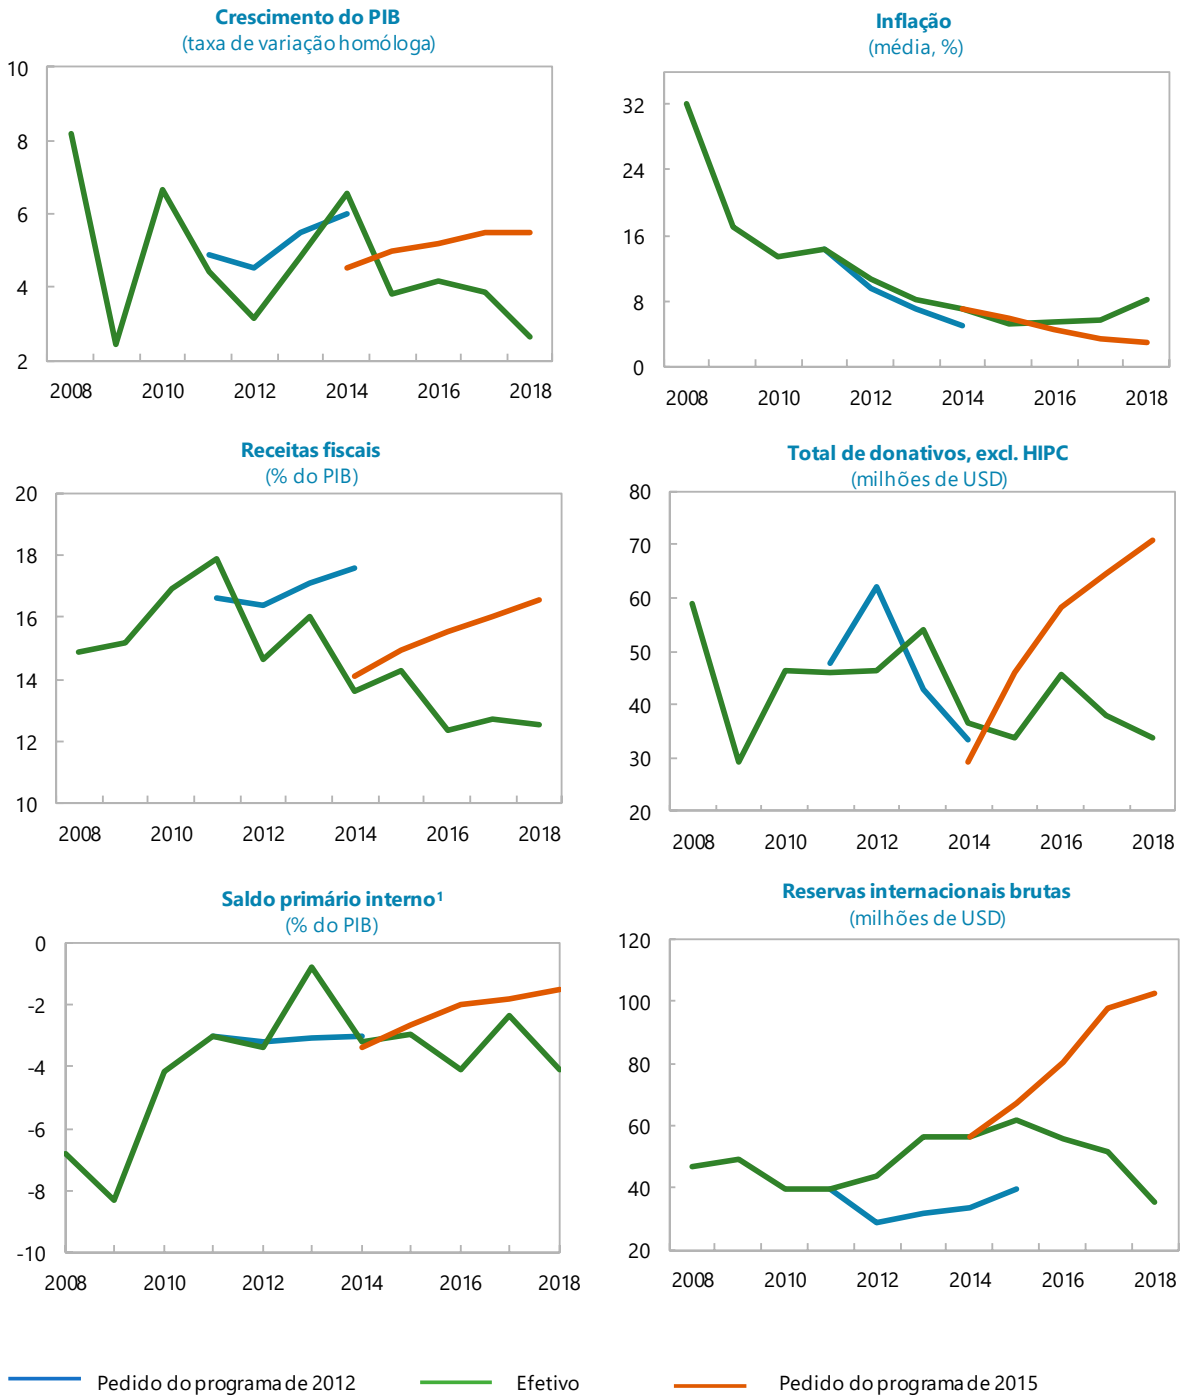 Crescimento do PIB
(taxa de variação homóloga)
10
8
6
4
2
2008 2010 2012 2014 2016 2018
Inflação
(média, %)
32
24
16
8
0
2008 2010 2012 2014 2016 2018
Receitas fiscais
(% do PIB)
20
18
16
14
12
10
2008 2010 2012 2014 2016 2018
Total de donativos, excl. HIPC
(milhões de USD)
80
70
60
50
40
30
20
2008 2010 2012 2014 2016 2018
Saldo primário interno¹
(% do PIB)
0
-2
-4
-6
-8
-10
2008 2010 2012 2014 2016 2018
Reservas internacionais brutas
(milhões de USD)
120
100
80
60
40
20
2008 2010 2012 2014 2016 2018
Pedido do programa de 2012 Efetivo Pedido do programa de 2015